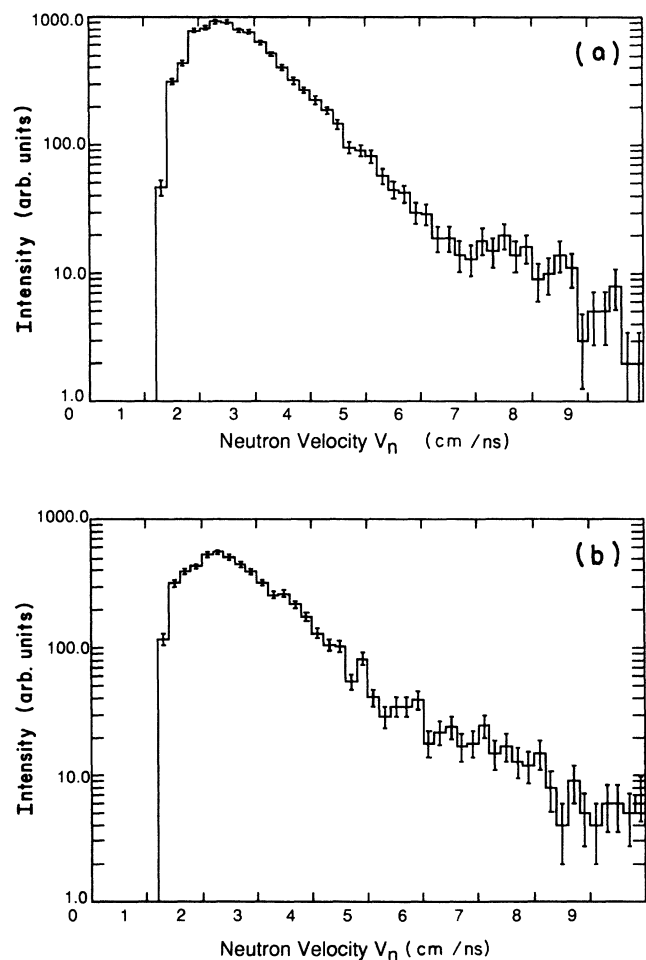 1000.0
(a)
100.0
10.0
1.0
Intensity (arb. units)
0 1 2 3 4 5 6 7 8 9
Neutron Velocity Vn (cm /ns)
1000.0
(b)
100.0
10.0
1.0
Intensity (arb. units)
0 1 2 3 4 5 6 7 8 9
Neutron Velocity Vn (cm /ns)